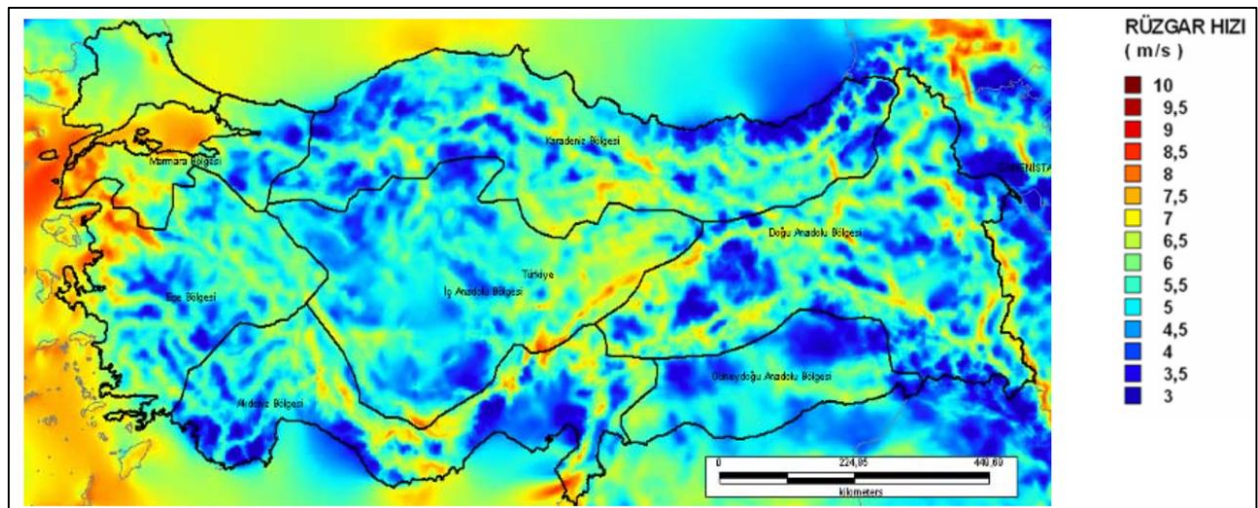 RÜZGAR HIZI
( m/s )
10
9,5
9
8,5
8
7,5
7
6,5
6
5,5
5
4,5
4
3,5
3
Karadeniz Bölgesi
Marmara Bölgesi
Doğu Anadolu Bölgesi
Türkiye
İç Anadolu Bölgesi
Ege Bölgesi
Güneydoğu Anadolu Bölgesi
Akdeniz Bölgesi
0 224,85 449,69
kilometers